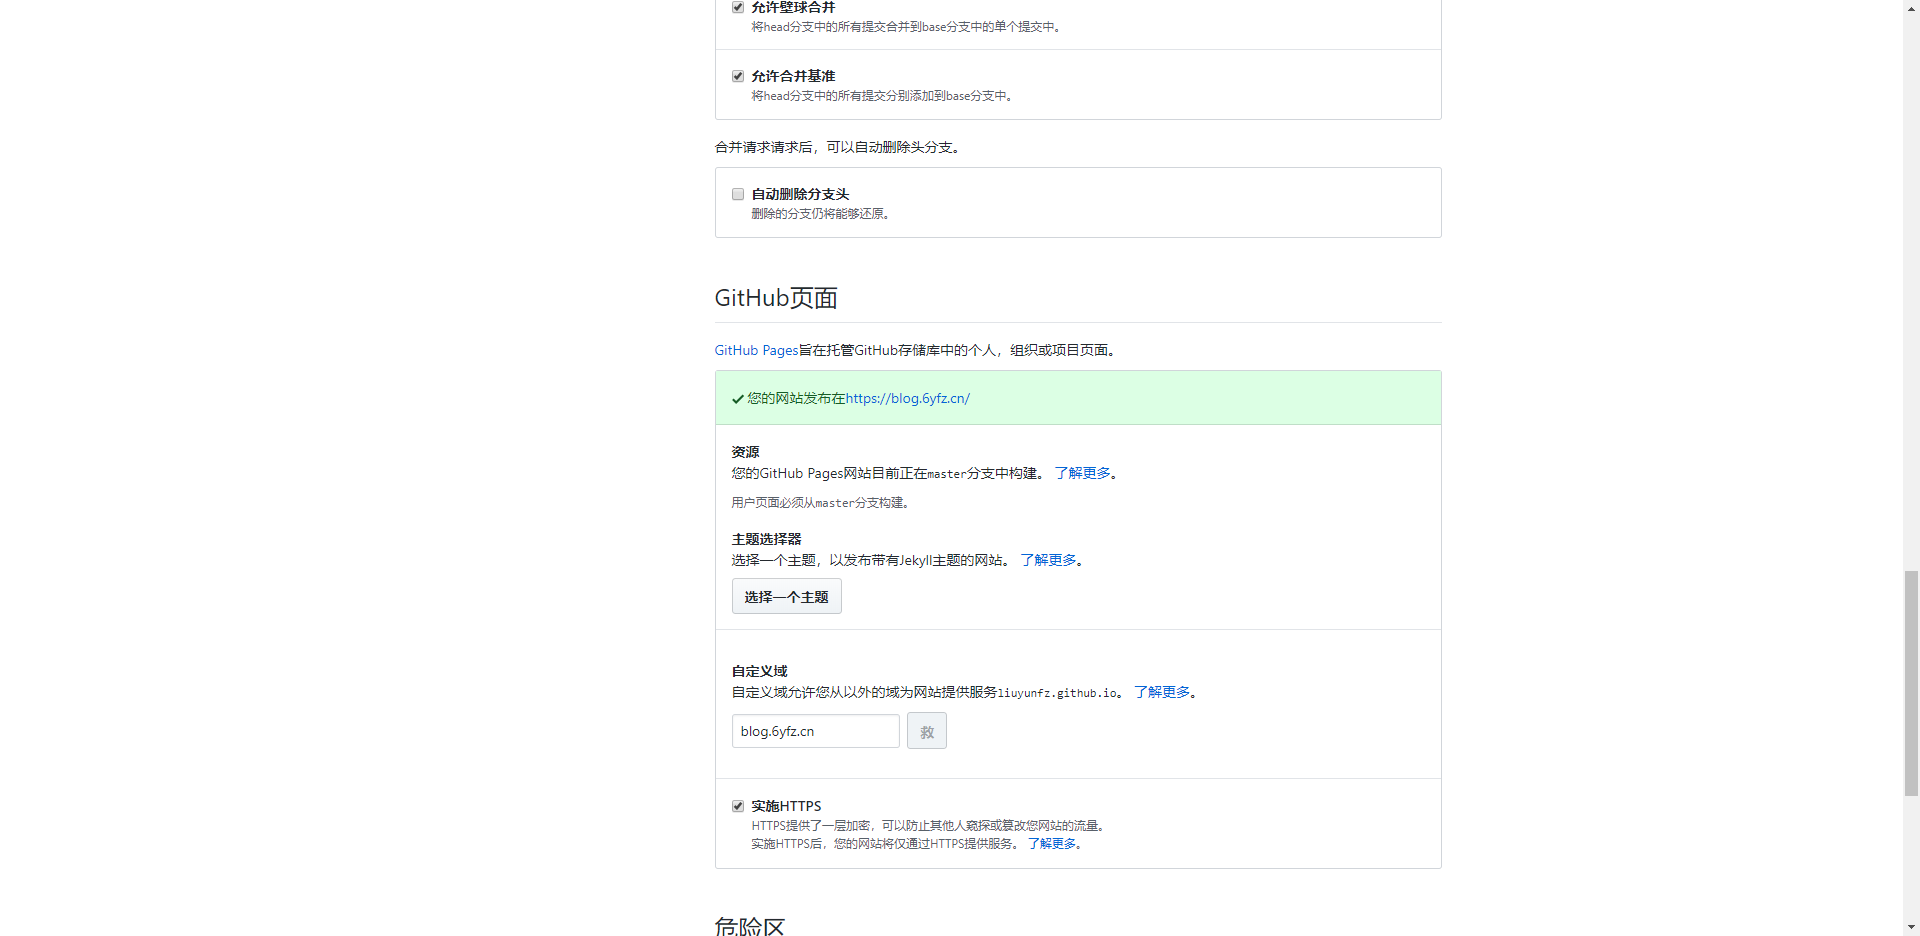 允许壁球合并
将head分支中的所有提交合并到base分支中的单个提交中。
允许合并基准
将head分支中的所有提交分别添加到base分支中。
合并请求请求后，可以自动删除头分支。
自动删除分支头
删除的分支仍将能够还原。
GitHub页面
GitHub Pages旨在托管GitHub存储库中的个人，组织或项目页面。
您的网站发布在https://blog.6yfz.cn/
资源
您的GitHub Pages网站目前正在master分支中构建。 了解更多。
用户页面必须从master分支构建。
主题选择器
选择一个主题，以发布带有Jekyll主题的网站。 了解更多。
选择一个主题
自定义域
自定义域允许您从以外的域为网站提供服务liuyunfz.github.io。 了解更多。
blog.6yfz.cn 救
实施HTTPS
HTTPS提供了一层加密，可以防止其他人窥探或篡改您网站的流量。
实施HTTPS后，您的网站将仅通过HTTPS提供服务。 了解更多。
危险区